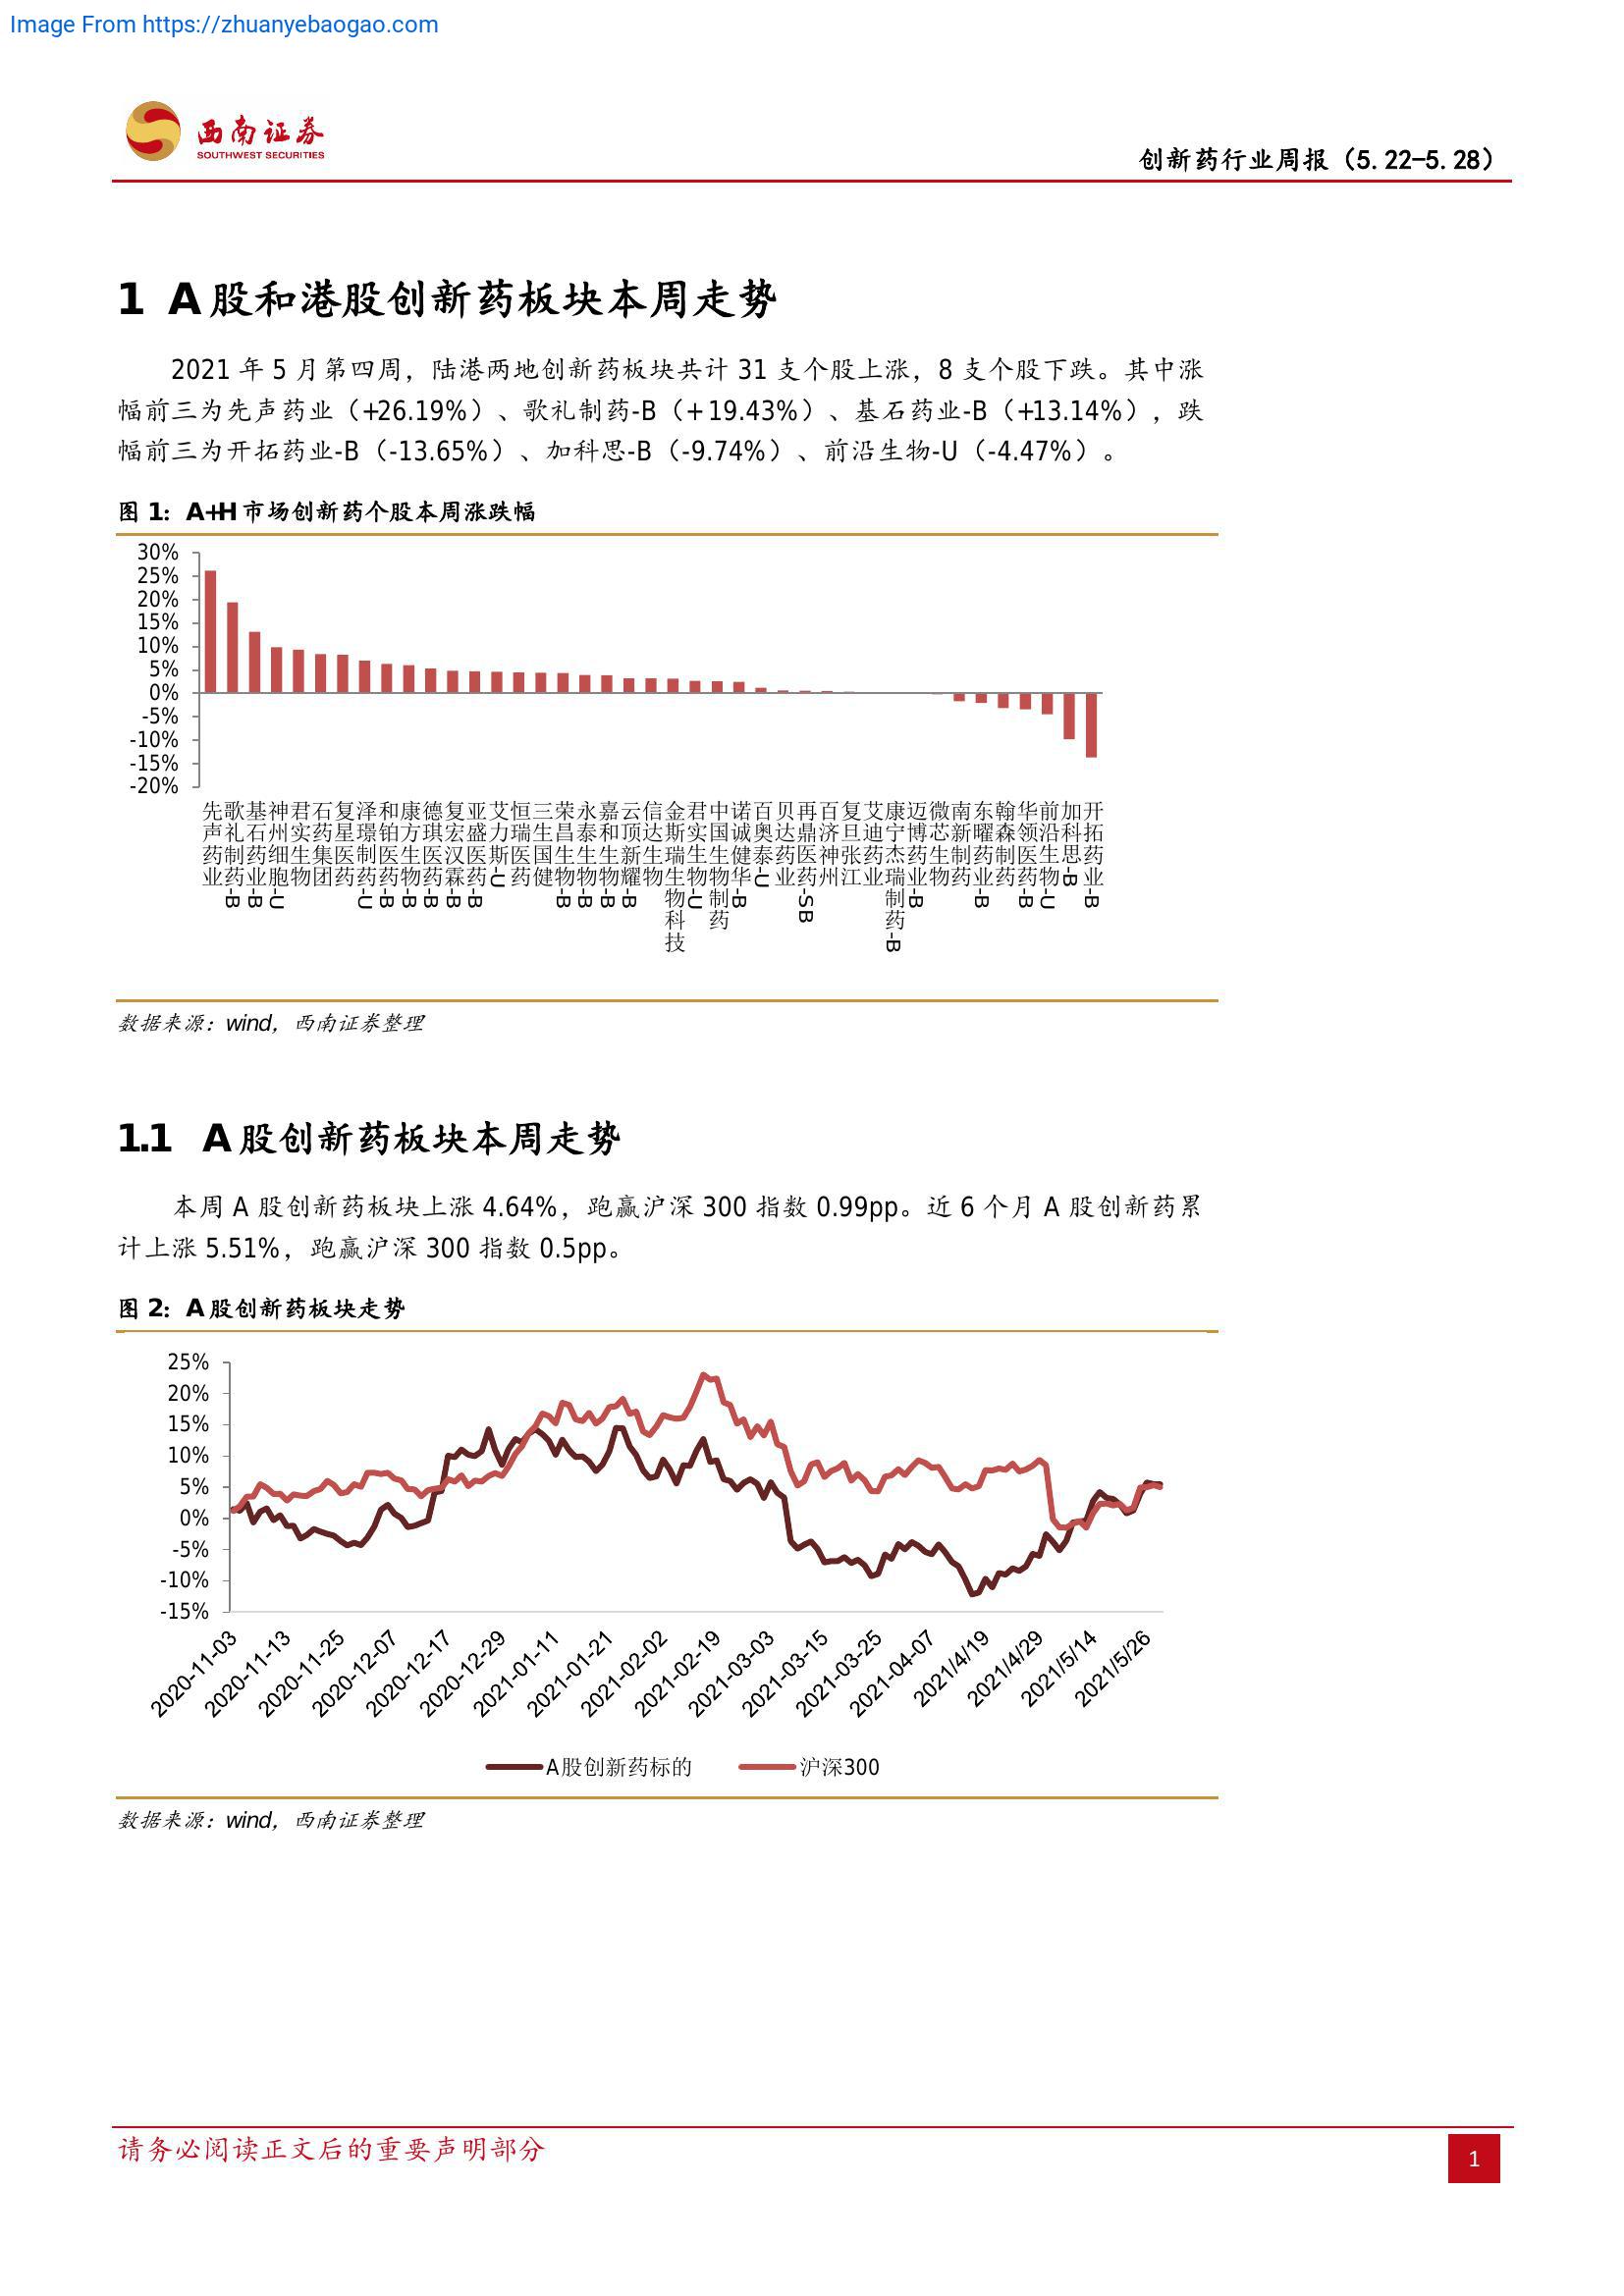 Image From https://zhuanyebaogao.com
西南证券
SOUTHWEST SECURITIES
创新药行业周报（5.22-5.28）
1 A股和港股创新药板块本周走势
2021 年 5 月第四周，陆港两地创新药板块共计 31 支个股上涨，8 支个股下跌。其中涨
幅前三为先声药业（+26.19%）、歌礼制药-B（+ 19.43%）、基石药业-B（+13.14%），跌
幅前三为开拓药业-B（-13.65%）、加科思-B（-9.74%）、前沿生物-U（-4.47%）。
图 1：A+H 市场创新药个股本周涨跌幅
30%
25%
20%
15%
10%
5%
0%
-5%
-10%
-15%
-20%
先声药业
歌礼制药-B
基石药业-B
神州细胞-U
君实生物
石药集团
复星医药
泽璟制药-U
和铂医药-B
康方生物-B
德琪医药-B
复宏汉霖-B
亚盛医药-B
艾力斯-U
恒瑞医药
三生国健
荣昌生物-B
永泰生物-B
嘉和生物-B
云顶新耀-B
信达生物
金斯瑞生物科技
君实生物-U
中国生物制药
诺诚健华-B
百奥泰-U
贝达药业
再鼎医药-SB
百济神州
复旦张江
艾迪药业
康宁杰瑞制药-B
迈博药业-B
微芯生物
南新制药
东曜药业-B
翰森制药
华领医药-B
前沿生物-U
加科思-B
开拓药业-B
数据来源：wind，西南证券整理
1.1 A股创新药板块本周走势
本周 A 股创新药板块上涨 4.64%，跑赢沪深 300 指数 0.99pp。近 6 个月 A 股创新药累
计上涨 5.51%，跑赢沪深 300 指数 0.5pp。
图 2：A 股创新药板块走势
25%
20%
15%
10%
5%
0%
-5%
-10%
-15%
2020-11-03
2020-11-13
2020-11-25
2020-12-07
2020-12-17
2020-12-29
2021-01-11
2021-01-21
2021-02-02
2021-02-19
2021-03-03
2021-03-15
2021-03-25
2021-04-07
2021/4/19
2021/4/29
2021/5/14
2021/5/26
A股创新药标的
沪深300
数据来源：wind，西南证券整理
请务必阅读正文后的重要声明部分
1